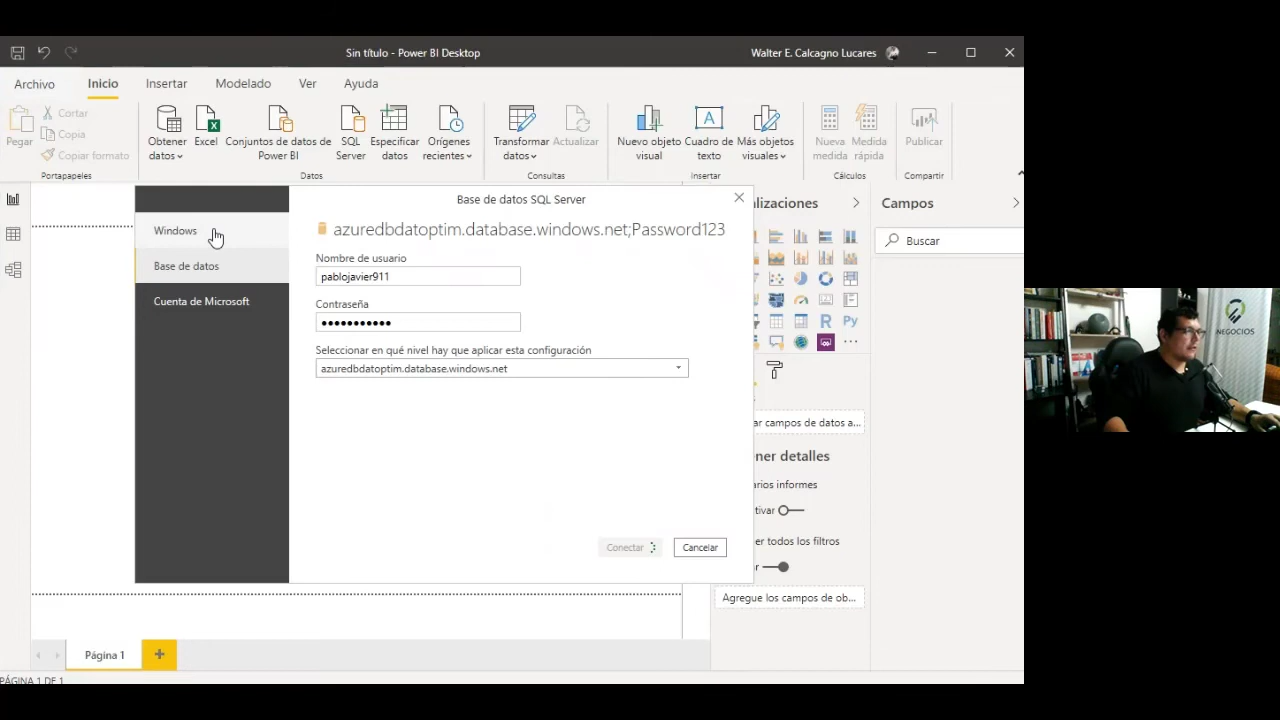 Sin título - Power BI Desktop
Walter E. Calcagno Lucares
Archivo
Inicio
Insertar
Modelado
Ver
Ayuda
Pegar
Cortar
Copia
Copiar formato
Portapapeles
Obtener datos
Excel
Conjuntos de datos de Power BI
SQL Server
Especificar datos
Orígenes recientes
Datos
Transformar datos
Actualizar
Consultas
Nuevo objeto visual
Cuadro de texto
Más objetos visuales
Insertar
Nueva medida
Medida rápida
Cálculos
Publicar
Compartir
Base de datos SQL Server
Windows
Base de datos
Cuenta de Microsoft
azuredbdatoptim.database.windows.net;Password123
Nombre de usuario
pablojavier911
Contraseña
●●●●●●●●●●●
Seleccionar en qué nivel hay que aplicar esta configuración
azuredbdatoptim.database.windows.net
Conectar
Cancelar
alizaciones
R
Py
ar campos de datos a...
ner detalles
arios informes
tivar
er todos los filtros
r
Agregue los campos de ob...
Campos
Buscar
Página 1
PÁGINA 1 DE 1
NEGOCIOS